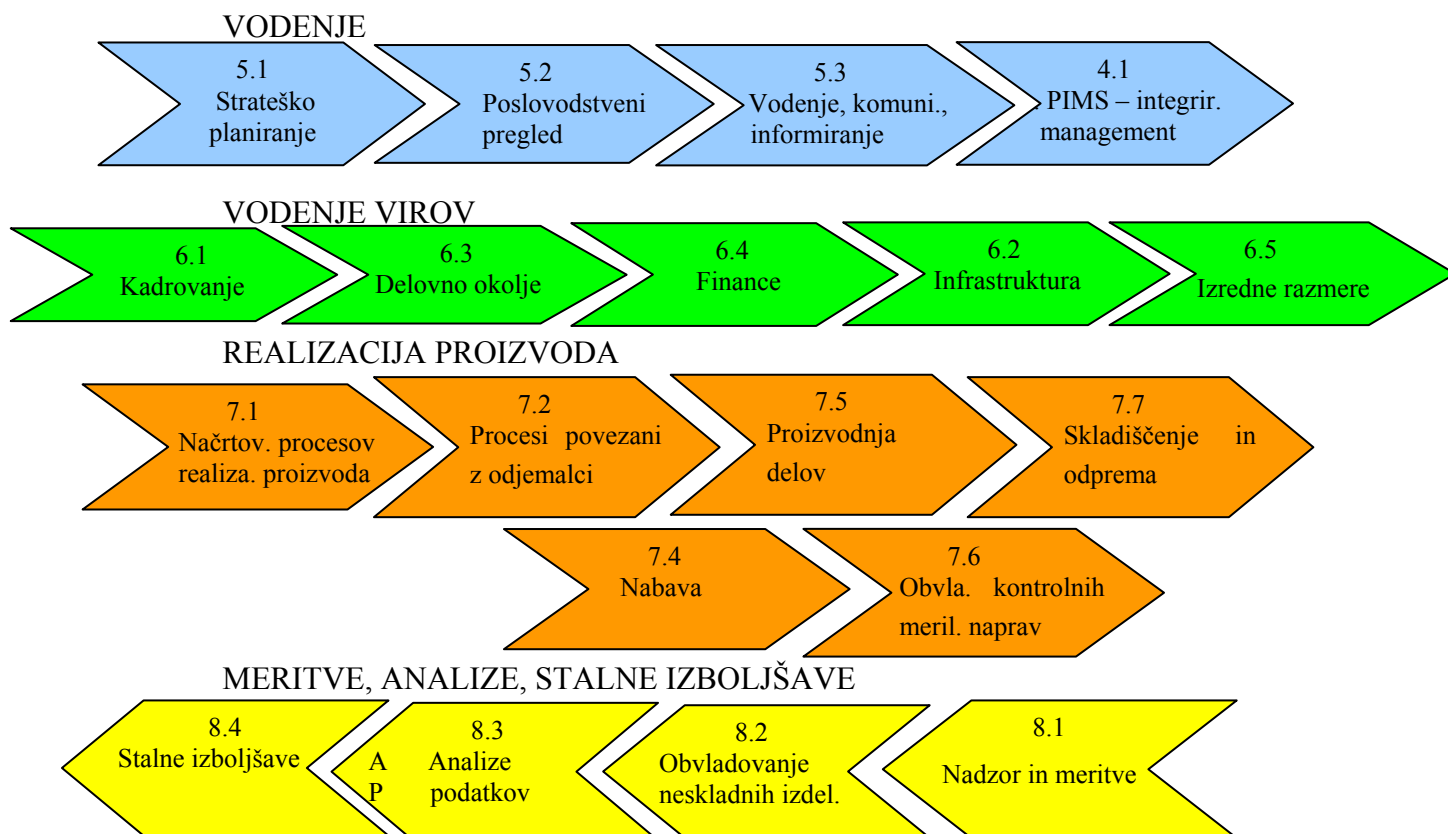 VODENJE
5.1
Strateško
planiranje
5.2
Poslovodstveni
pregled
5.3
Vodenje, komuni.,
informiranje
4.1
PIMS – integrir.
management
VODENJE VIROV
6.1
Kadrovanje
6.3
Delovno okolje
6.4
Finance
6.2
Infrastruktura
6.5
Izredne razmere
REALIZACIJA PROIZVODA
7.1
Načrtov. procesov
realiza. proizvoda
7.2
Procesi povezani
z odjemalci
7.5
Proizvodnja
delov
7.7
Skladiščenje in
odprema
7.4
Nabava
7.6
Obvla. kontrolnih
meril. naprav
MERITVE, ANALIZE, STALNE IZBOLJŠAVE
8.4
Stalne izboljšave
8.3
A Analize
P podatkov
8.2
Obvladovanje
neskladnih izdel.
8.1
Nadzor in meritve